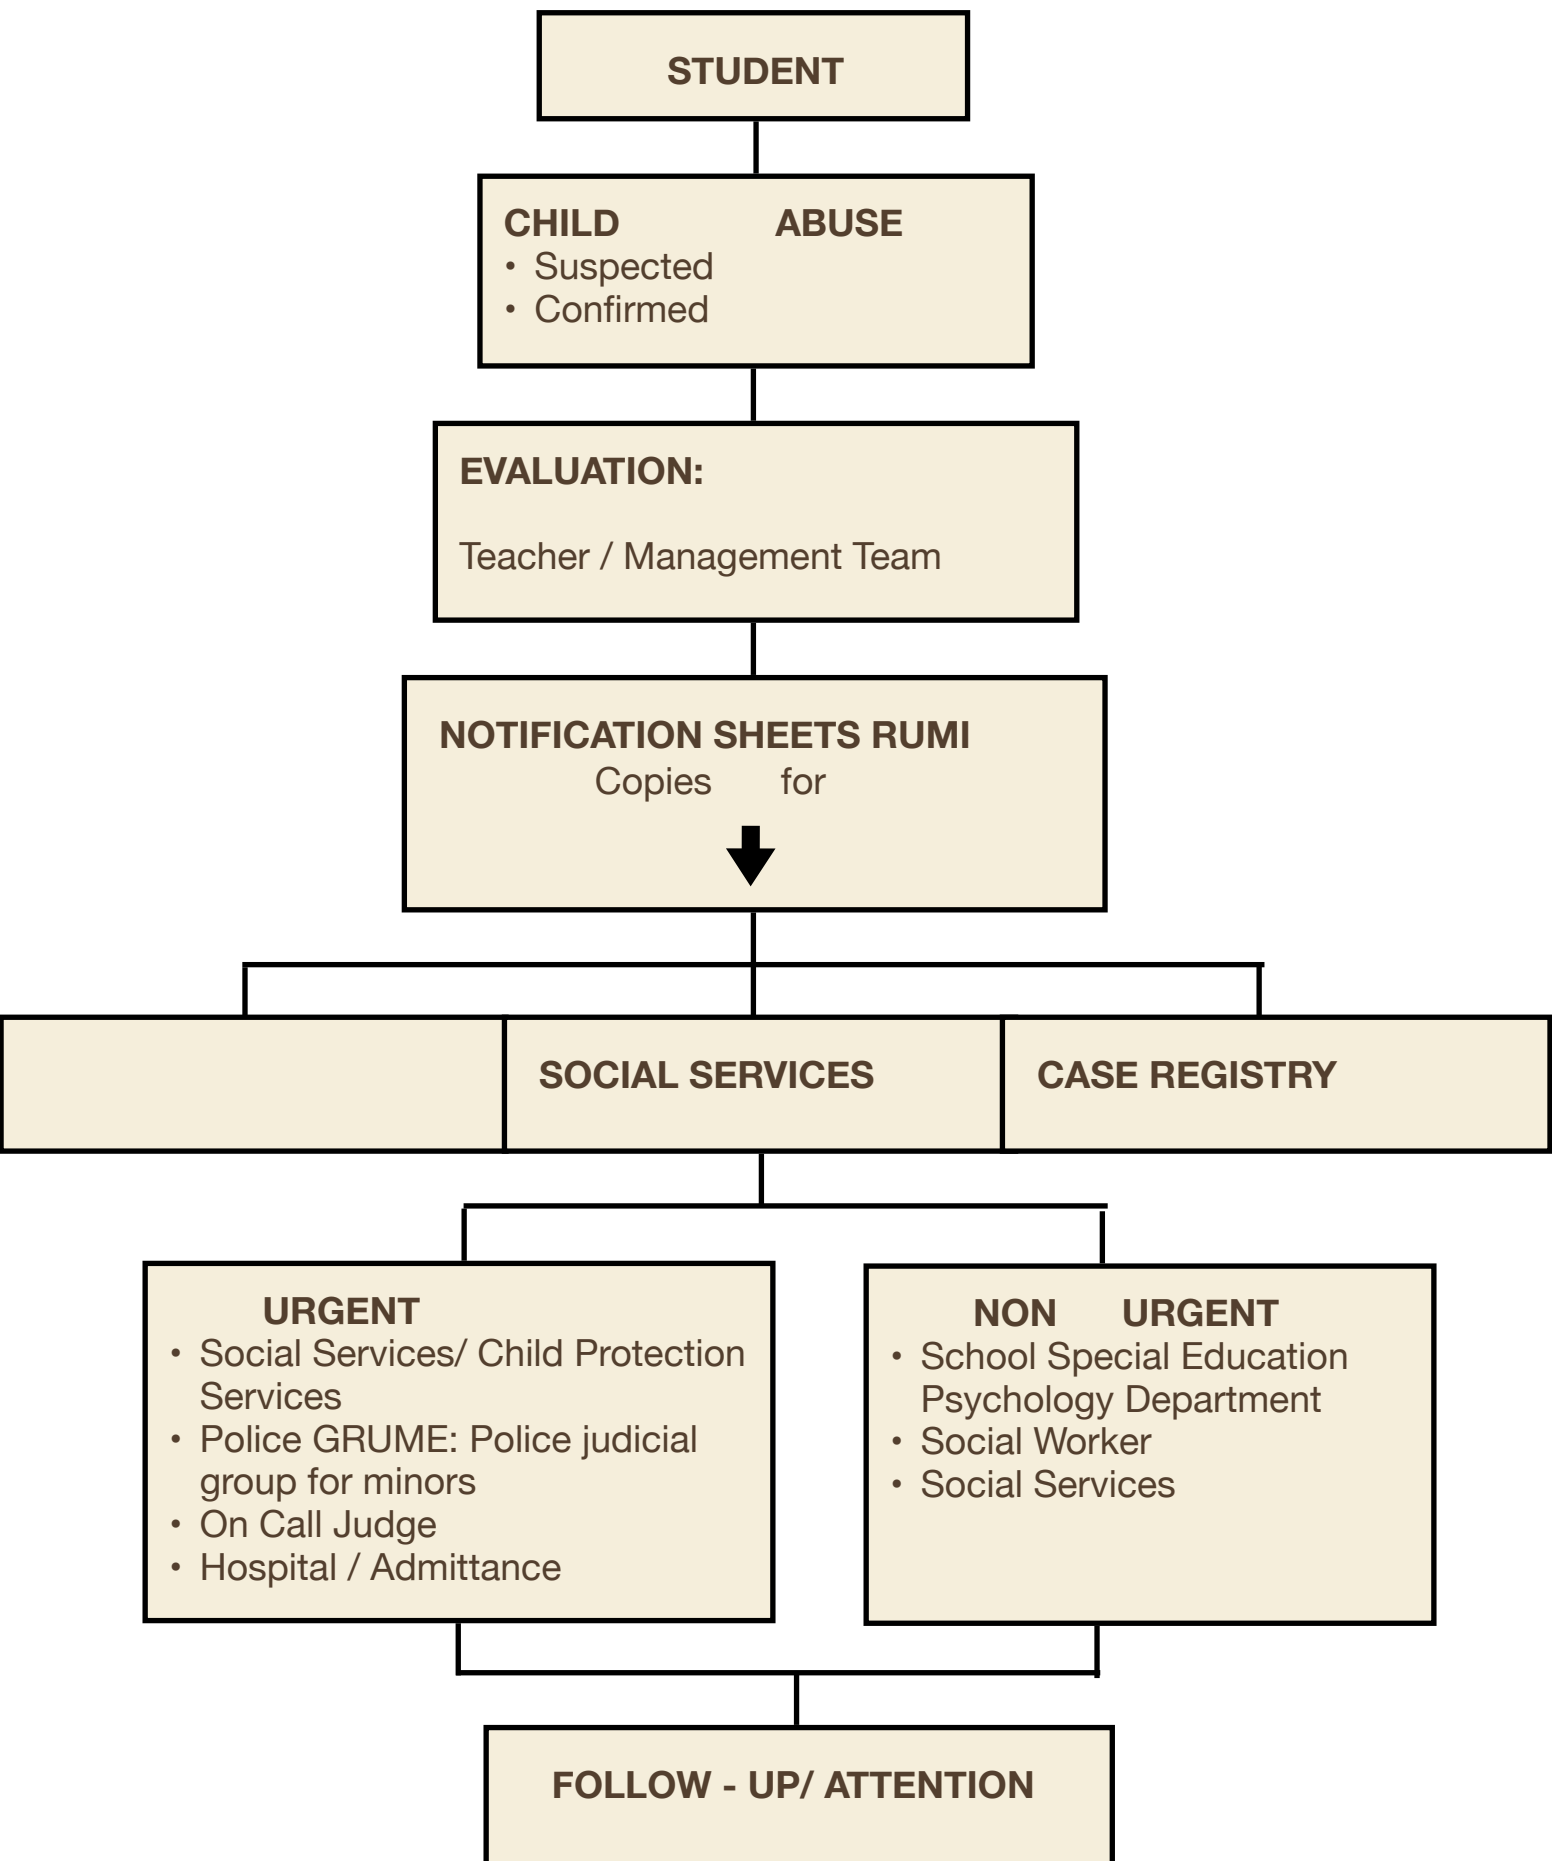 STUDENT
CHILD ABUSE
• Suspected
• Confirmed
EVALUATION:
Teacher / Management Team
NOTIFICATION SHEETS RUMI
Copies for
SOCIAL SERVICES
CASE REGISTRY
URGENT
• Social Services/ Child Protection
Services
• Police GRUME: Police judicial
group for minors
• On Call Judge
• Hospital / Admittance
NON URGENT
• School Special Education
Psychology Department
• Social Worker
• Social Services
FOLLOW - UP/ ATTENTION